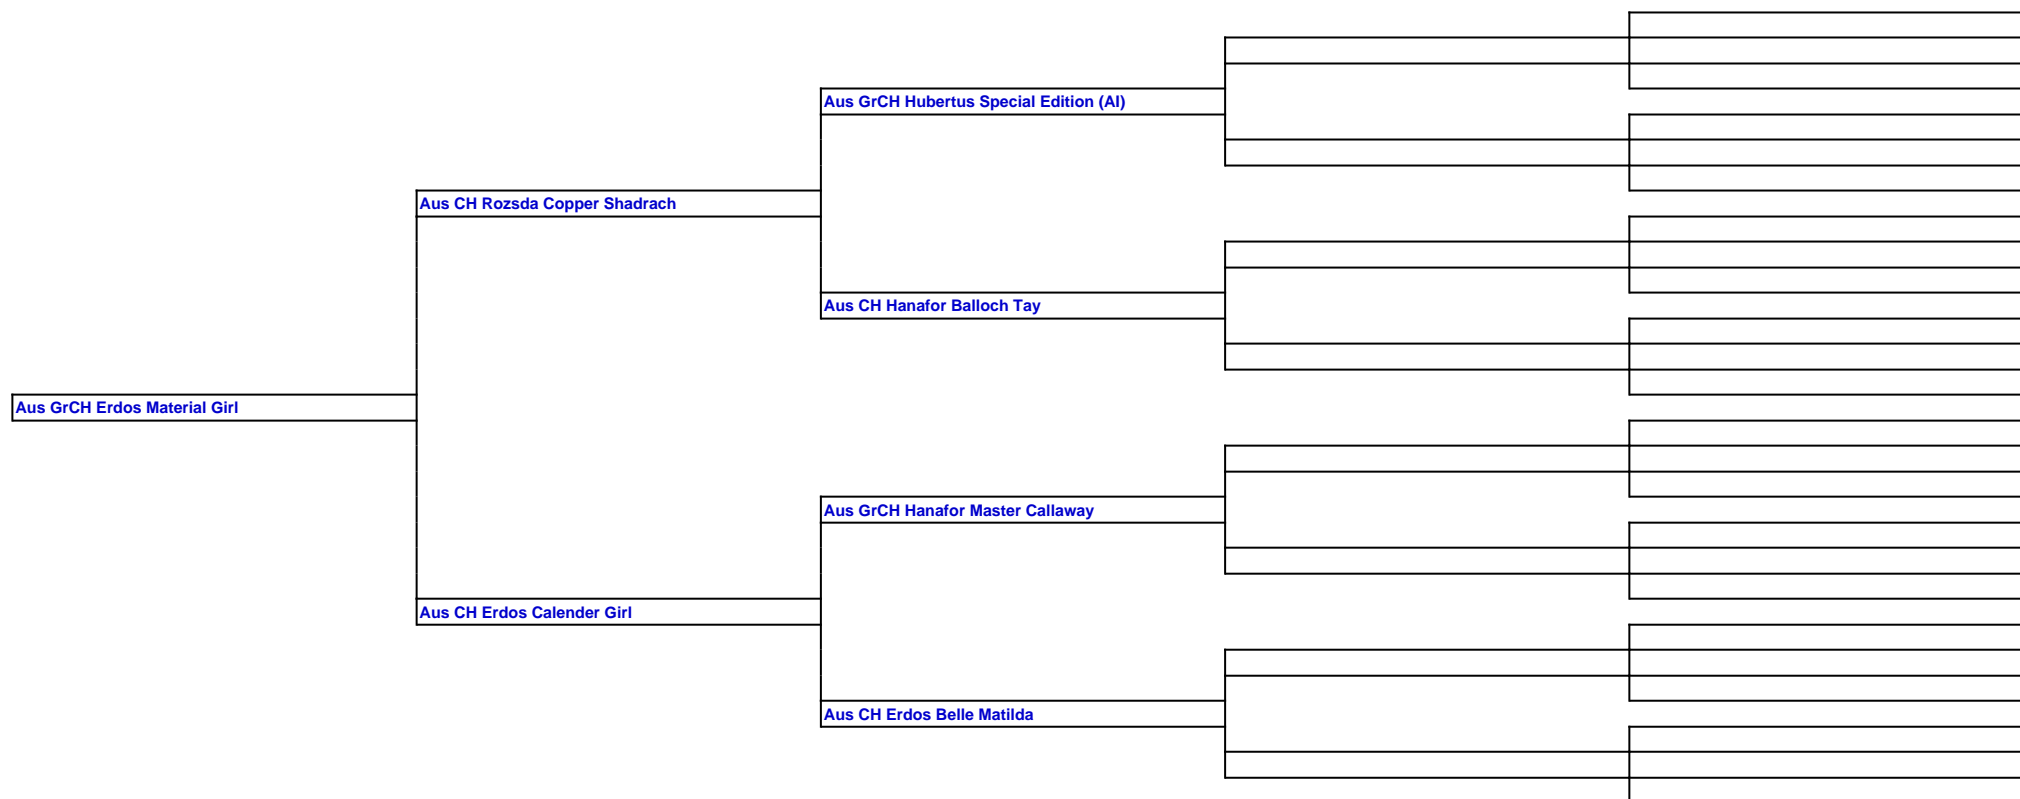 Aus GrCH Hubertus Special Edition (AI)
Aus CH Rozsda Copper Shadrach
Aus CH Hanafor Balloch Tay
Aus GrCH Erdos Material Girl
Aus GrCH Hanafor Master Callaway
Aus CH Erdos Calender Girl
Aus CH Erdos Belle Matilda